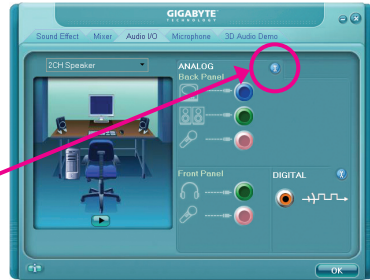 GIGABYTE
TECHNOLOGY
Sound Effect Mixer Audio I/O Microphone 3D Audio Demo
2CH Speaker
ANALOG
Back Panel
Front Panel
DIGITAL
OK